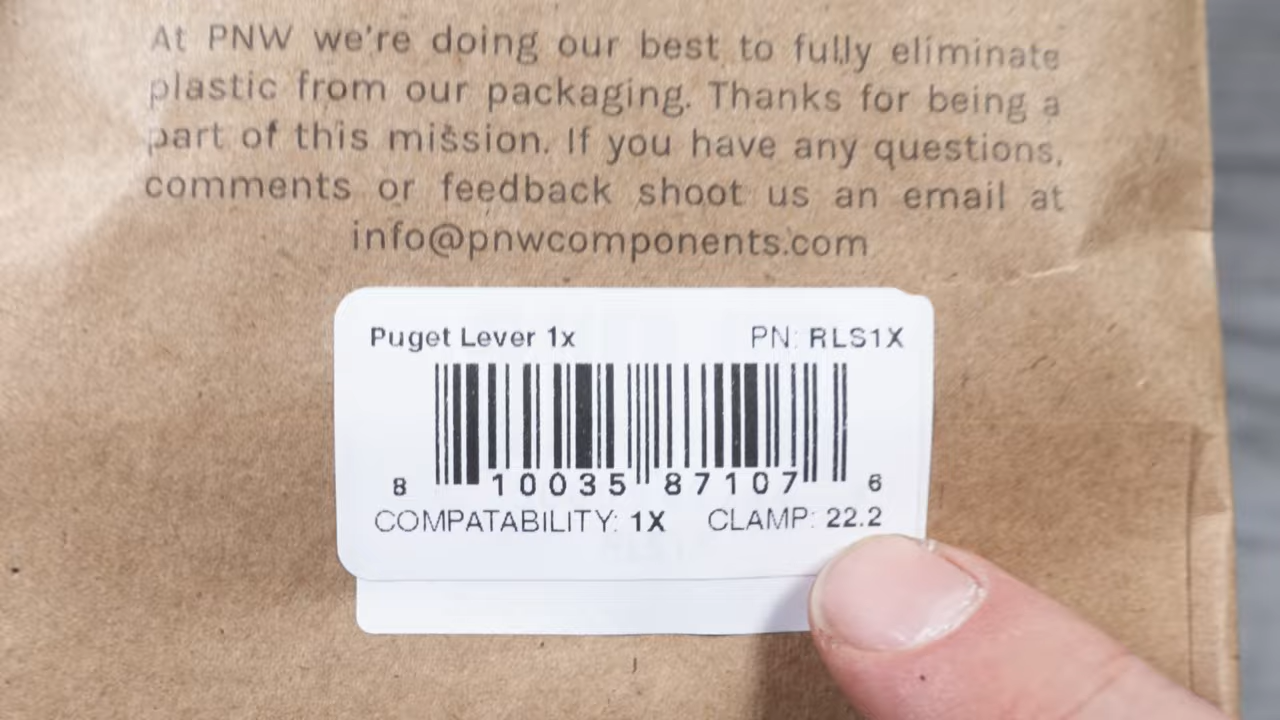 At PNW we're doing our best to fully eliminate
plastic from our packaging. Thanks for being a
part of this mission. If you have any questions,
comments or feedback shoot us an email at
info@pnwcomponents.com
Puget Lever 1x PN: RLS1X
8 10035 87107 6
COMPATABILITY: 1X CLAMP: 22.2